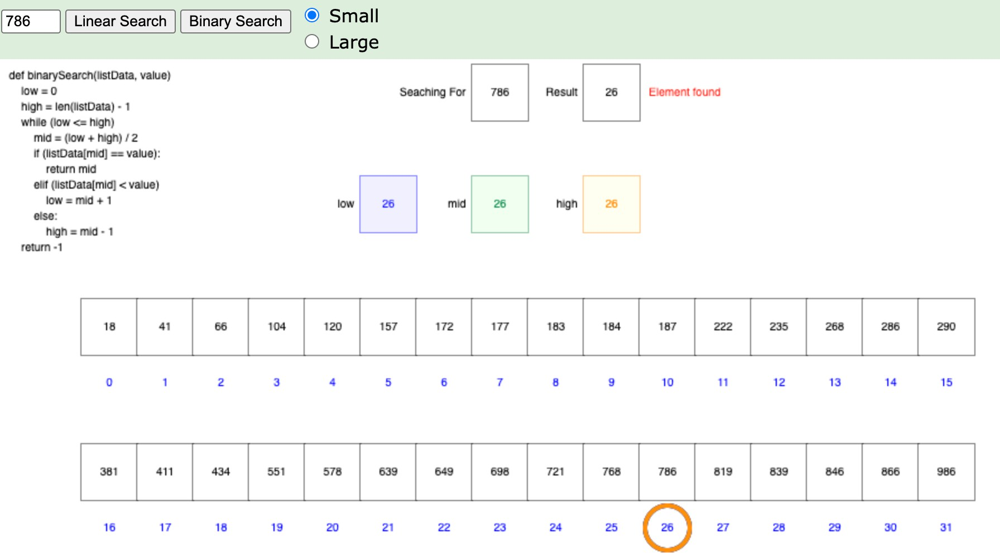 786 Linear Search Binary Search Small
Large
def binarySearch(listData, value)
low = 0
high = len(listData) - 1
while (low <= high)
mid = (low + high) / 2
if (listData[mid] == value):
return mid
elif (listData[mid] < value)
low = mid + 1
else:
high = mid - 1
return -1
Seaching For 786 Result 26 Element found
low 26 mid 26 high 26
18 41 66 104 120 157 172 177 183 184 187 222 235 268 286 290
0 1 2 3 4 5 6 7 8 9 10 11 12 13 14 15
381 411 434 551 578 639 649 698 721 768 786 819 839 846 866 986
16 17 18 19 20 21 22 23 24 25 26 27 28 29 30 31